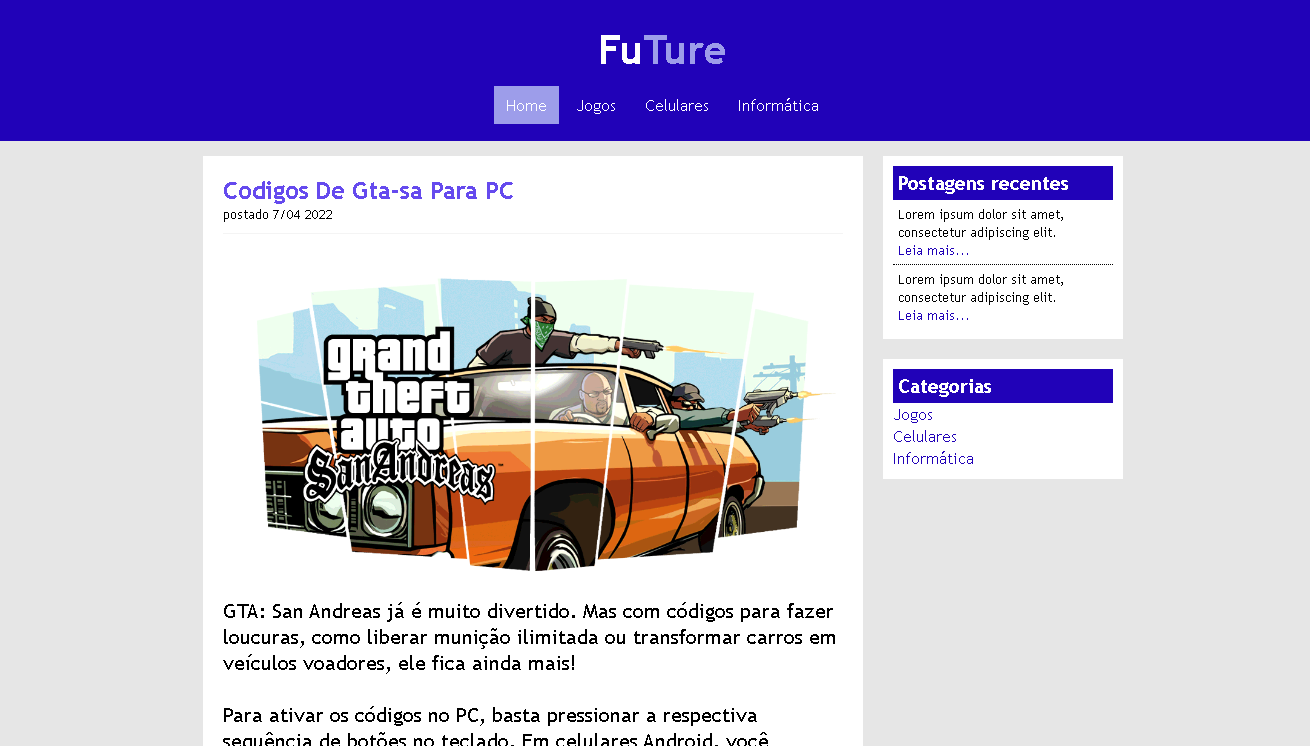 FuTure
Home Jogos Celulares Informática
Codigos De Gta-sa Para PC
postado 7/04 2022
grand
theft
auto
San Andreas
GTA: San Andreas já é muito divertido. Mas com códigos para fazer
loucuras, como liberar munição ilimitada ou transformar carros em
veículos voadores, ele fica ainda mais!
Para ativar os códigos no PC, basta pressionar a respectiva
sequência de botões no teclado. Em celulares Android, você
Postagens recentes
Lorem ipsum dolor sit amet,
consectetur adipiscing elit.
Leia mais...
Lorem ipsum dolor sit amet,
consectetur adipiscing elit.
Leia mais...
Categorias
Jogos
Celulares
Informática